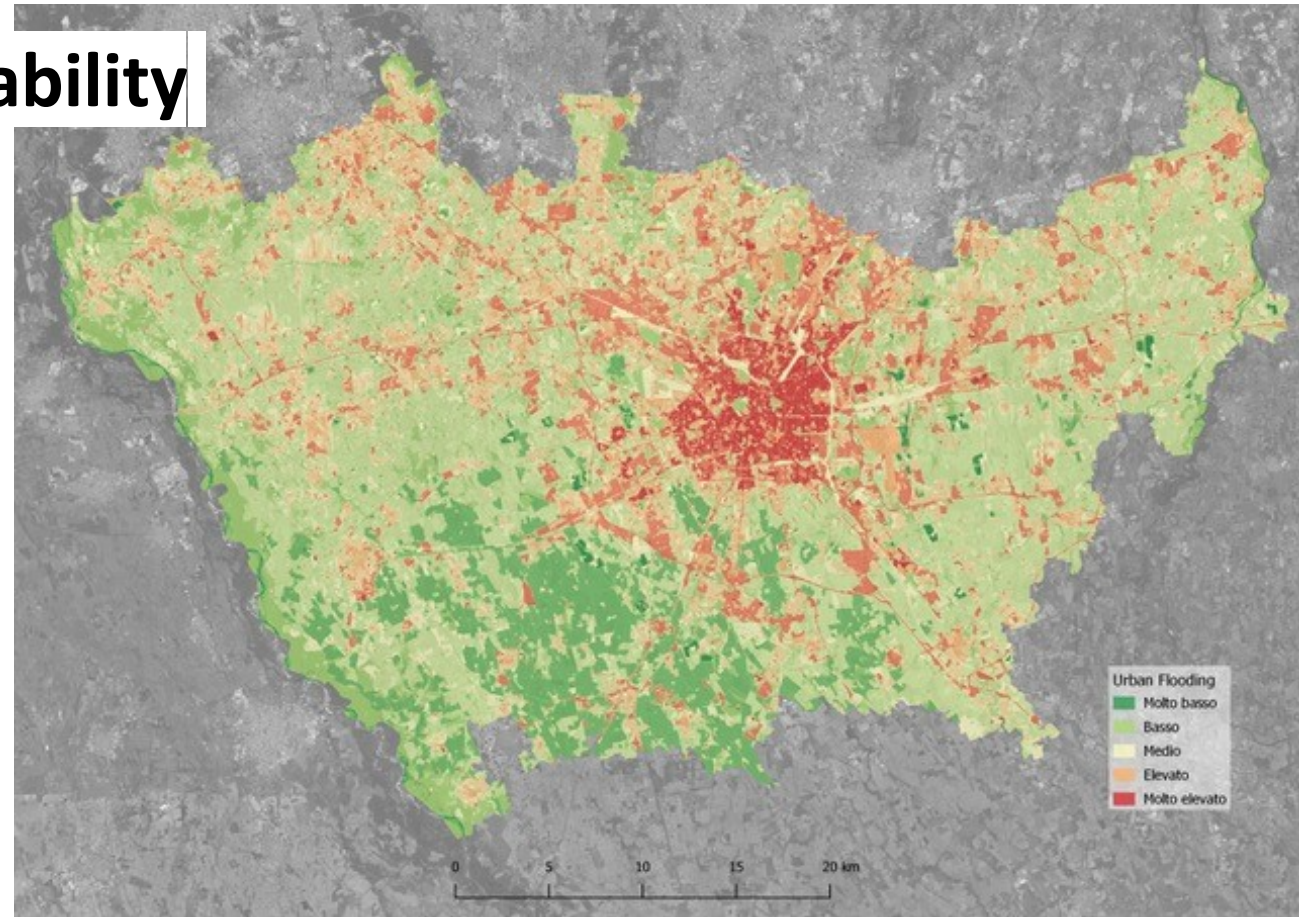 ability
Urban Flooding
Molto basso
Basso
Medio
Elevato
Molto elevato
0 5 10 15 20 km